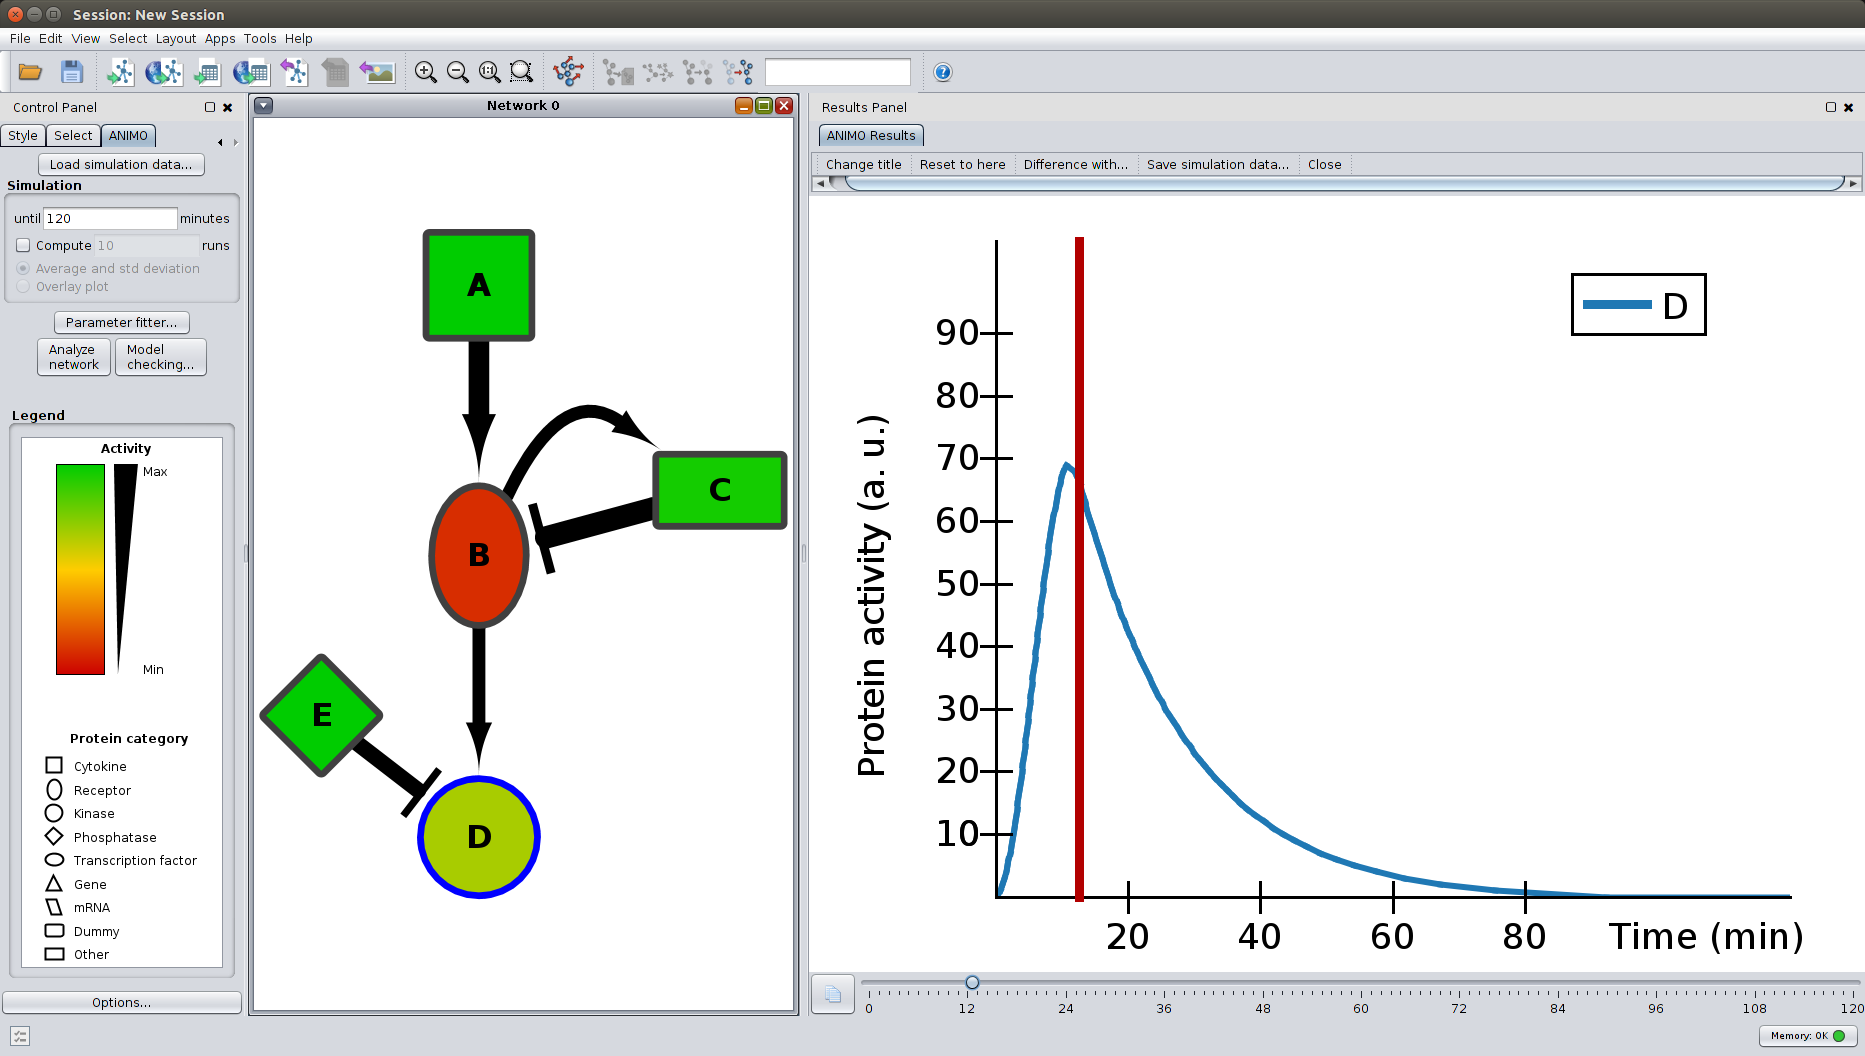 Session: New Session
File Edit View Select Layout Apps Tools Help
Control Panel
Style Select ANIMO
Load simulation data...
Simulation
until 120 minutes
Compute 10 runs
Average and std deviation
Overlay plot
Parameter fitter...
Analyze network
Model checking...
Legend
Activity
Max
Min
Protein category
Cytokine
Receptor
Kinase
Phosphatase
Transcription factor
Gene
mRNA
Dummy
Other
Options...
Network 0
A
C
B
E
D
Results Panel
ANIMO Results
Change title Reset to here Difference with... Save simulation data... Close
D
Protein activity (a. u.)
90
80
70
60
50
40
30
20
10
20 40 60 80 Time (min)
0 12 24 36 48 60 72 84 96 108 120
Memory: OK